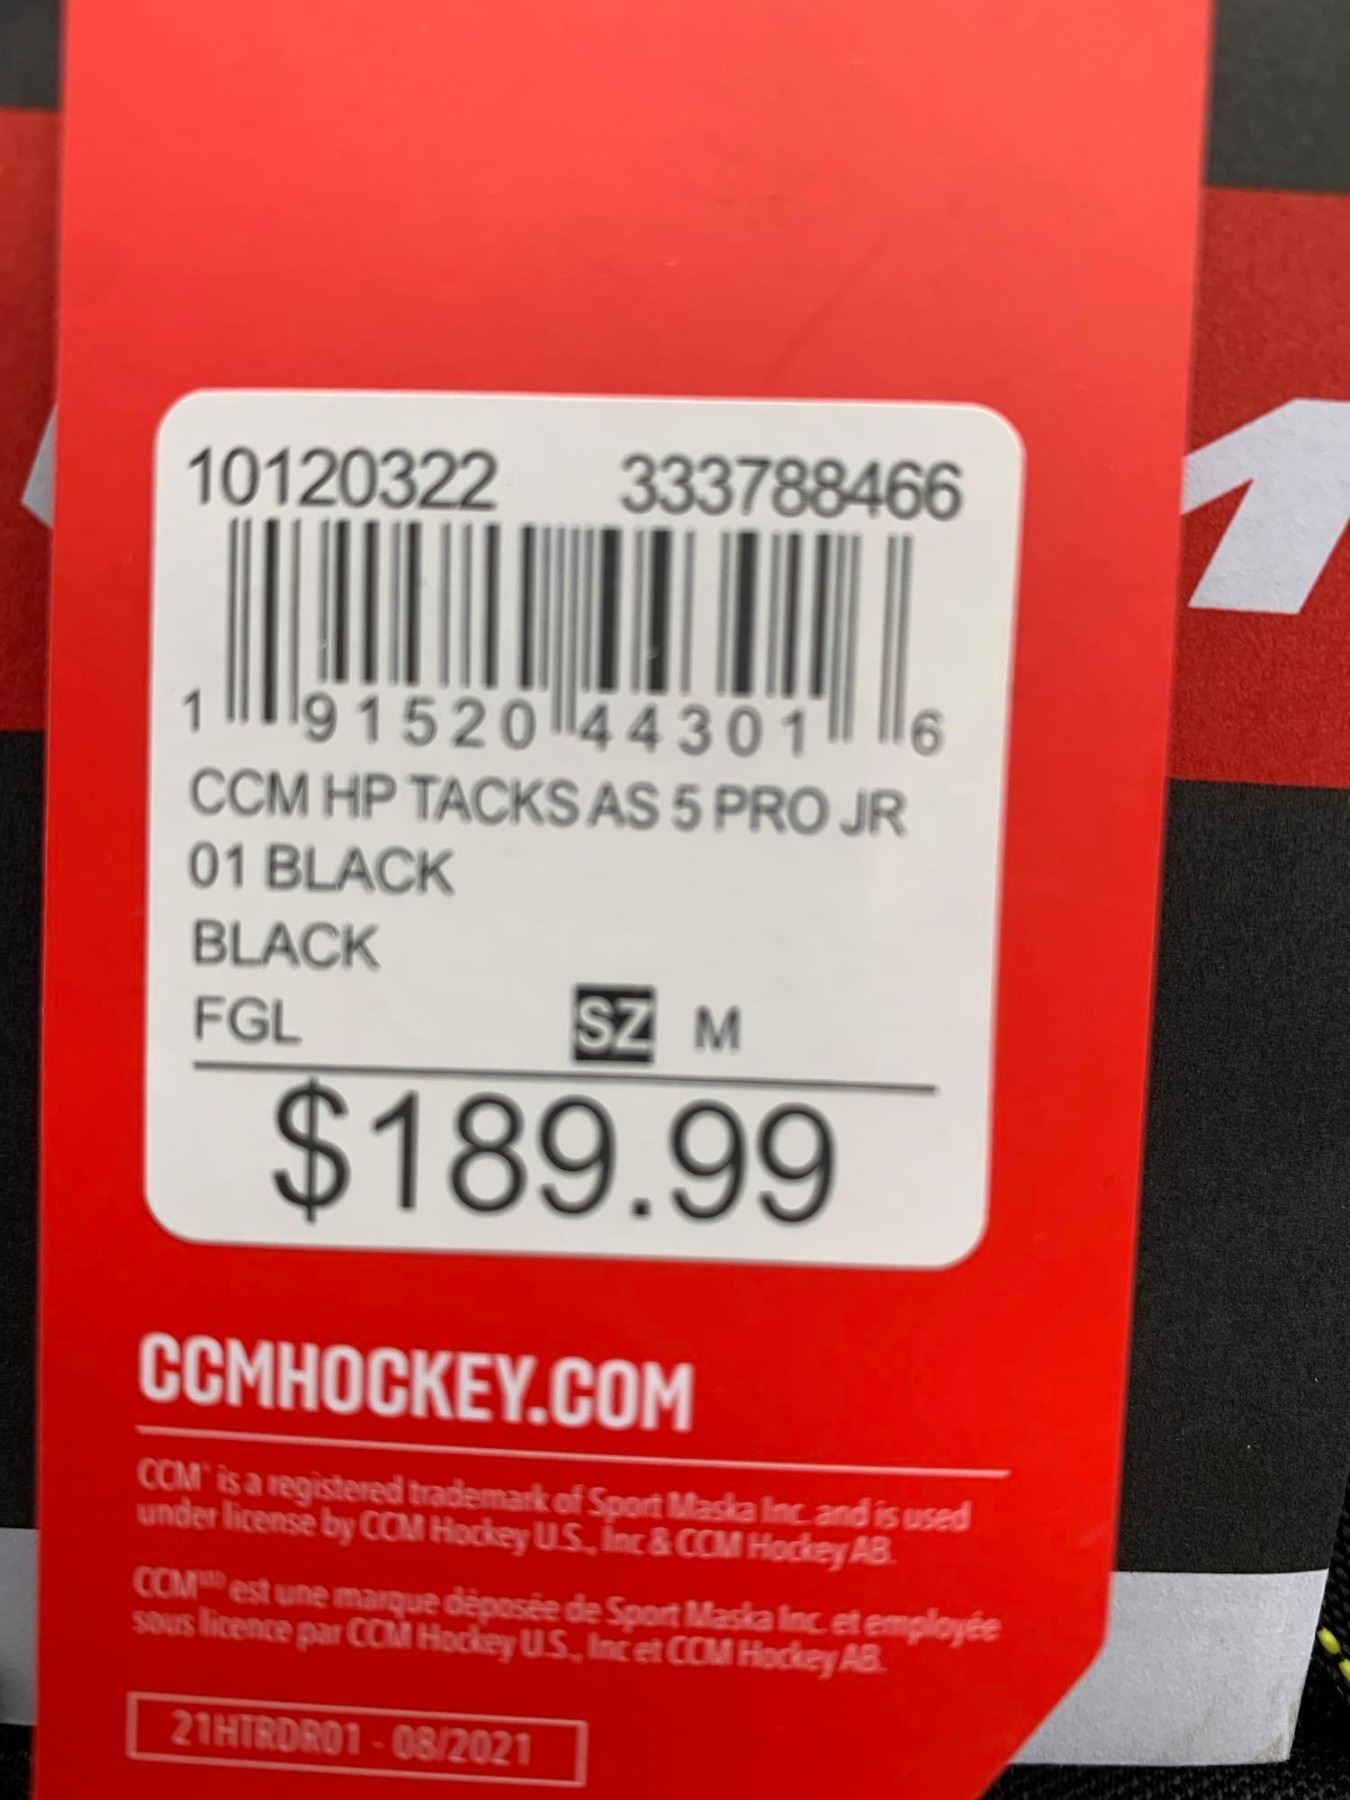 10120322 333788466
1 91520 44301 6
CCM HP TACKS AS 5 PRO JR
01 BLACK
BLACK
FGL SZ M
$189.99
CCMHOCKEY.COM
CCM® is a registered trademark of Sport Maska Inc. and is used
under license by CCM Hockey U.S., Inc & CCM Hockey AB.
CCMᴹᴰ est une marque déposée de Sport Maska Inc. et employée
sous licence par CCM Hockey U.S., Inc et CCM Hockey AB.
21HTRDR01 - 08/2021